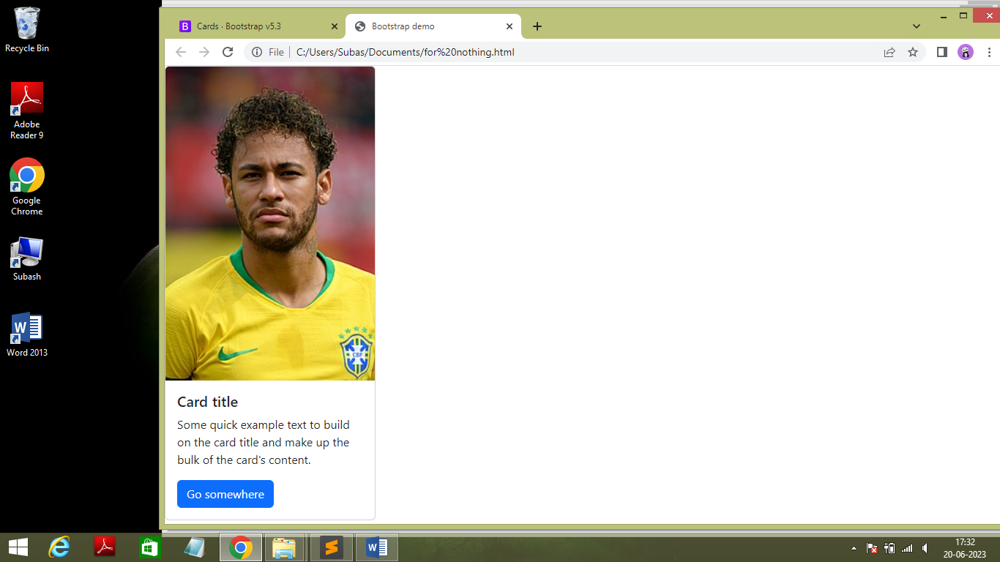 Recycle Bin
Adobe
Reader 9
Google
Chrome
Subash
Word 2013
B Cards · Bootstrap v5.3
Bootstrap demo
File C:/Users/Subas/Documents/for%20nothing.html
CBF
Card title
Some quick example text to build
on the card title and make up the
bulk of the card's content.
Go somewhere
17:32
20-06-2023